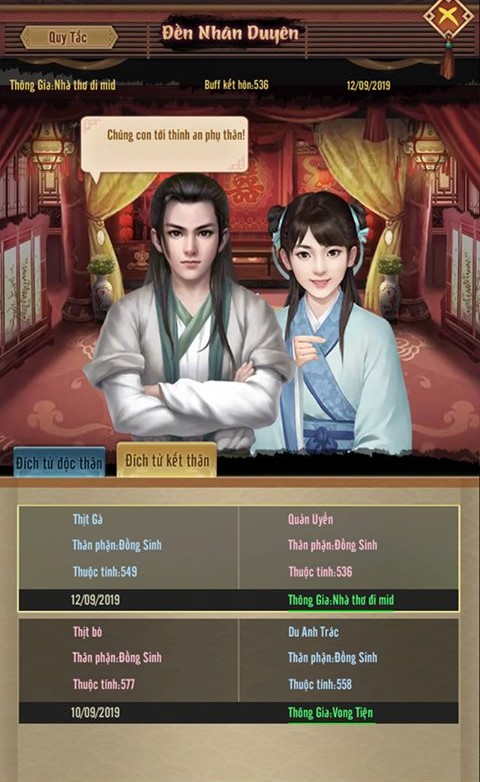 Quy Tắc
Đền Nhân Duyên
Thông Gia:Nhà thơ đi mid
Buff kết hôn:536
12/09/2019
Chúng con tới thỉnh an phụ thân!
Đích tử độc thân
Đích tử kết thân
Thịt Gà
Quản Uyển
Thân phận:Đồng Sinh
Thân phận:Đồng Sinh
Thuộc tính:549
Thuộc tính:536
12/09/2019
Thông Gia:Nhà thơ đi mid
Thịt bò
Du Anh Trác
Thân phận:Đồng Sinh
Thân phận:Đồng Sinh
Thuộc tính:577
Thuộc tính:558
10/09/2019
Thông Gia:Vong Tiện